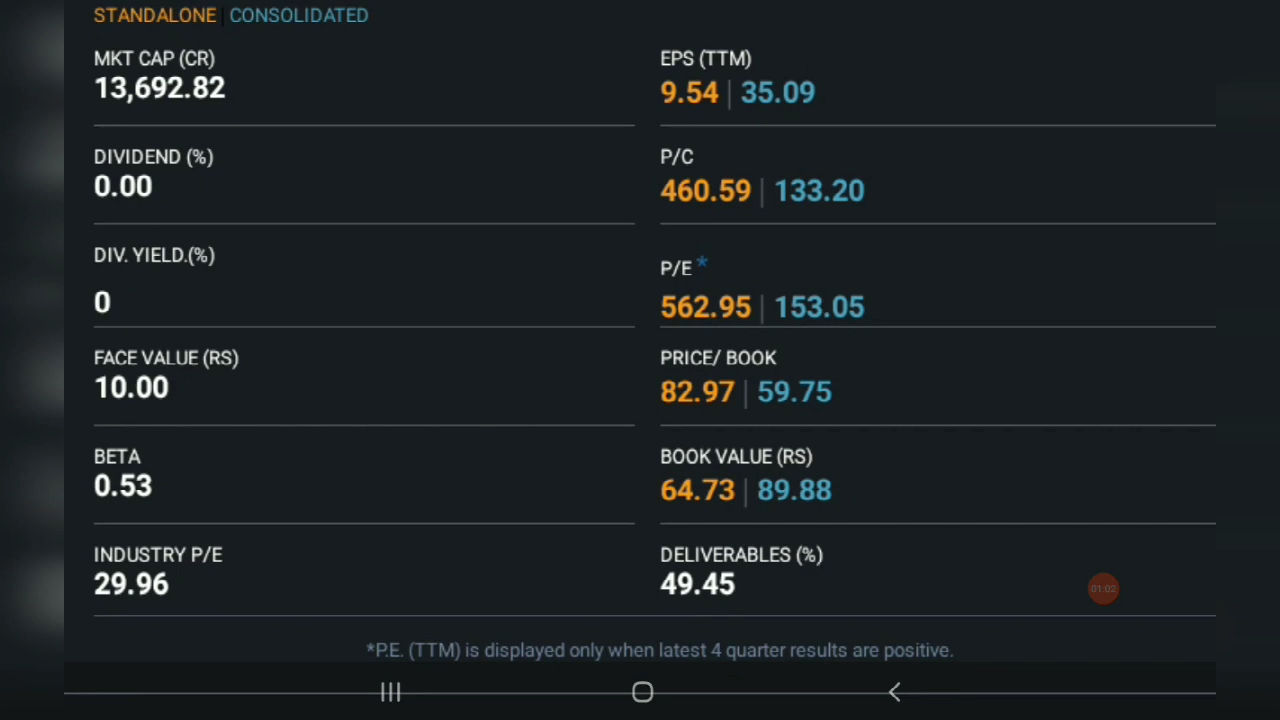 STANDALONE | CONSOLIDATED
MKT CAP (CR)
13,692.82
EPS (TTM)
9.54 | 35.09
DIVIDEND (%)
0.00
P/C
460.59 | 133.20
DIV. YIELD.(%)
0
P/E *
562.95 | 153.05
FACE VALUE (RS)
10.00
PRICE/ BOOK
82.97 | 59.75
BETA
0.53
BOOK VALUE (RS)
64.73 | 89.88
INDUSTRY P/E
29.96
DELIVERABLES (%)
49.45
01:02
*P.E. (TTM) is displayed only when latest 4 quarter results are positive.